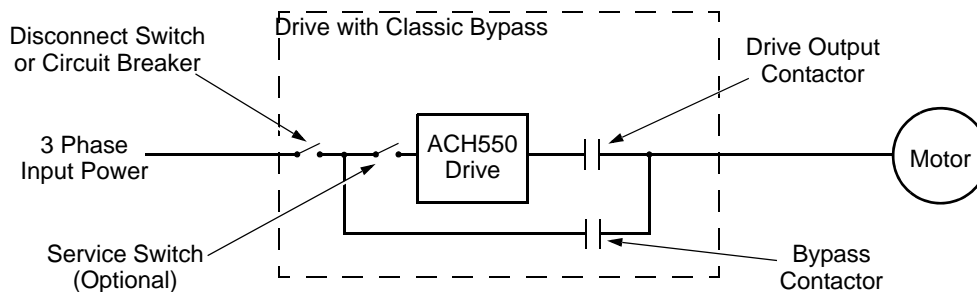 Drive with Classic Bypass
Disconnect Switch
or Circuit Breaker
Drive Output
Contactor
3 Phase
Input Power
ACH550
Drive
Motor
Service Switch
(Optional)
Bypass
Contactor